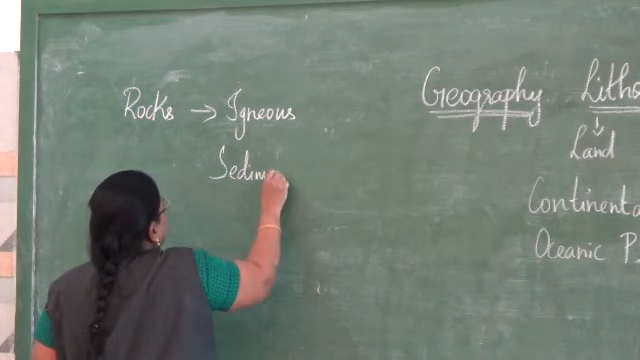 Rocks → Igneous
Sedim
Geography
Litho
↓
Land
Continenta
Oceanic P